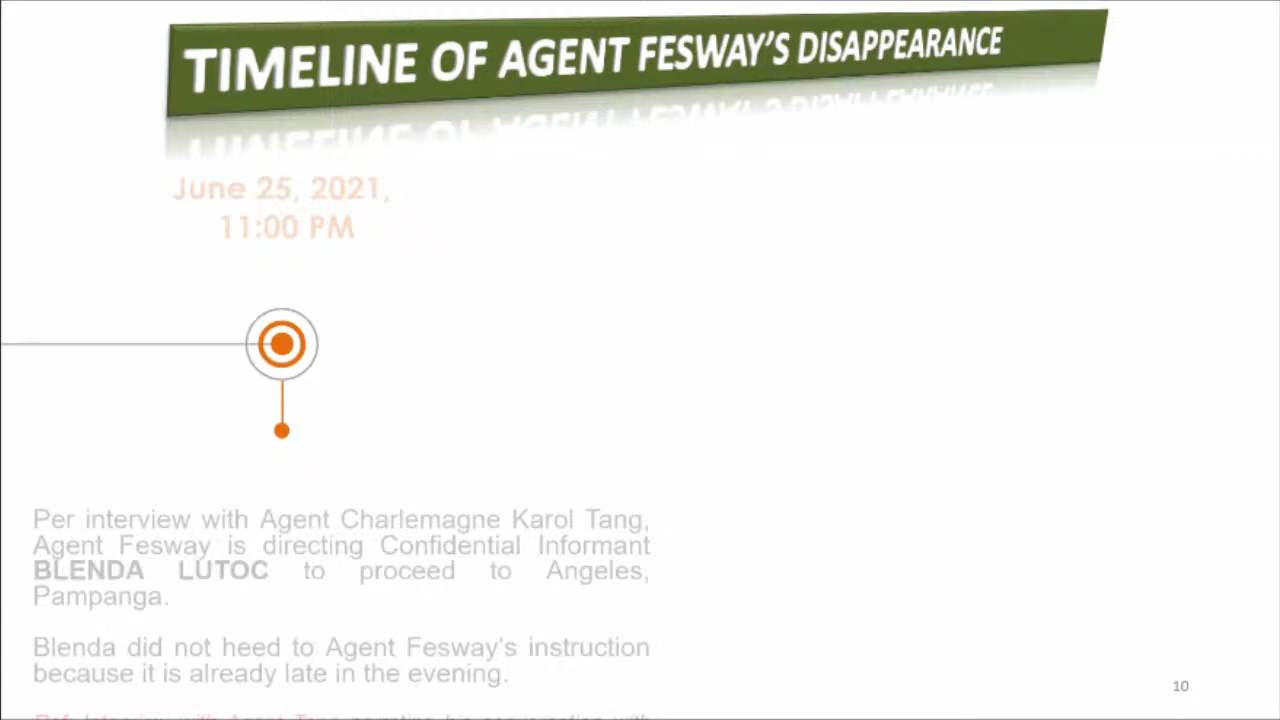 TIMELINE OF AGENT FESWAY'S DISAPPEARANCE
June 25, 2021,
11:00 PM
Per interview with Agent Charlemagne Karol Tang,
Agent Fesway is directing Confidential Informant
BLENDA LUTOC to proceed to Angeles,
Pampanga.
Blenda did not heed to Agent Fesway's instruction
because it is already late in the evening.
10